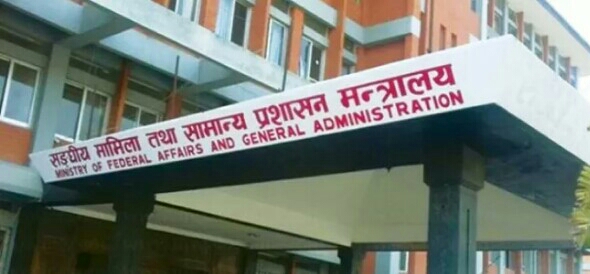 सङ्घीय मामिला तथा सामान्य प्रशासन मन्त्रालय
MINISTRY OF FEDERAL AFFAIRS AND GENERAL ADMINISTRATION